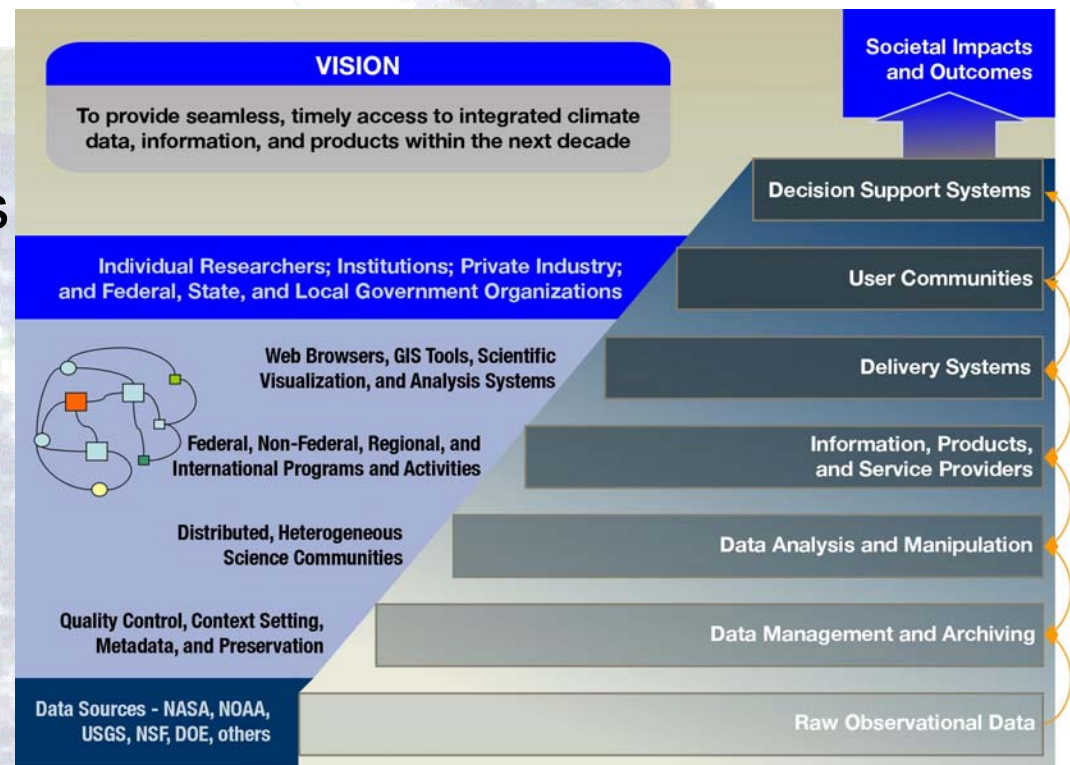 VISION
To provide seamless, timely access to integrated climate
data, information, and products within the next decade
Societal Impacts
and Outcomes
s
Decision Support Systems
Individual Researchers; Institutions; Private Industry;
and Federal, State, and Local Government Organizations
User Communities
Web Browsers, GIS Tools, Scientific
Visualization, and Analysis Systems
Delivery Systems
Federal, Non-Federal, Regional, and
International Programs and Activities
Information, Products,
and Service Providers
Distributed, Heterogeneous
Science Communities
Data Analysis and Manipulation
Quality Control, Context Setting,
Metadata, and Preservation
Data Management and Archiving
Data Sources - NASA, NOAA,
USGS, NSF, DOE, others
Raw Observational Data